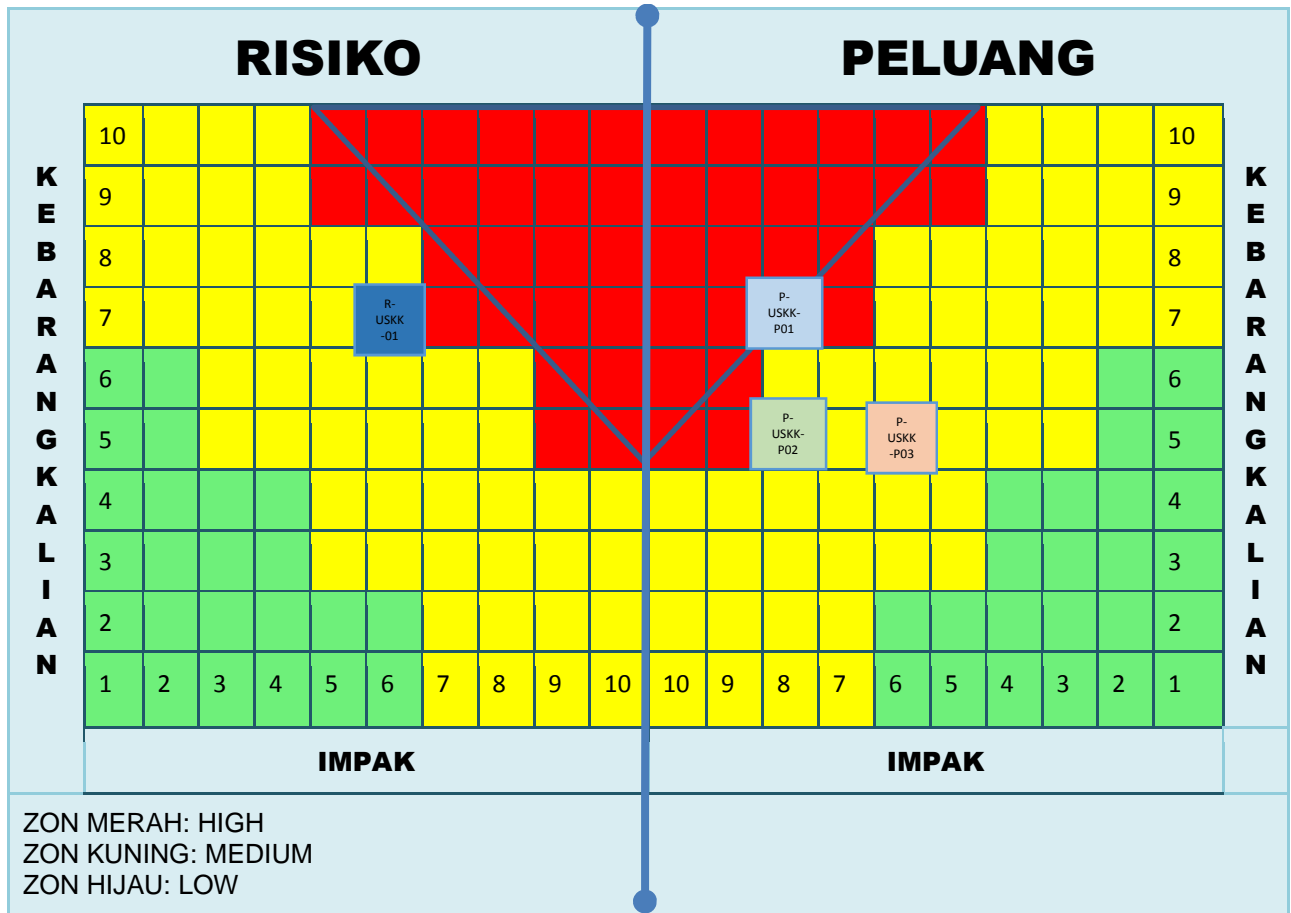 RISIKO PELUANG
KEBARANGKALIAN
KEBARANGKALIAN
10 10
9 9
8 8
7 R-
USKK
-01 P-
USKK-
P01 7
6 6
5 P-
USKK-
P02 P-
USKK
-P03 5
4 4
3 3
2 2
1 2 3 4 5 6 7 8 9 10 10 9 8 7 6 5 4 3 2 1
IMPAK IMPAK
ZON MERAH: HIGH
ZON KUNING: MEDIUM
ZON HIJAU: LOW